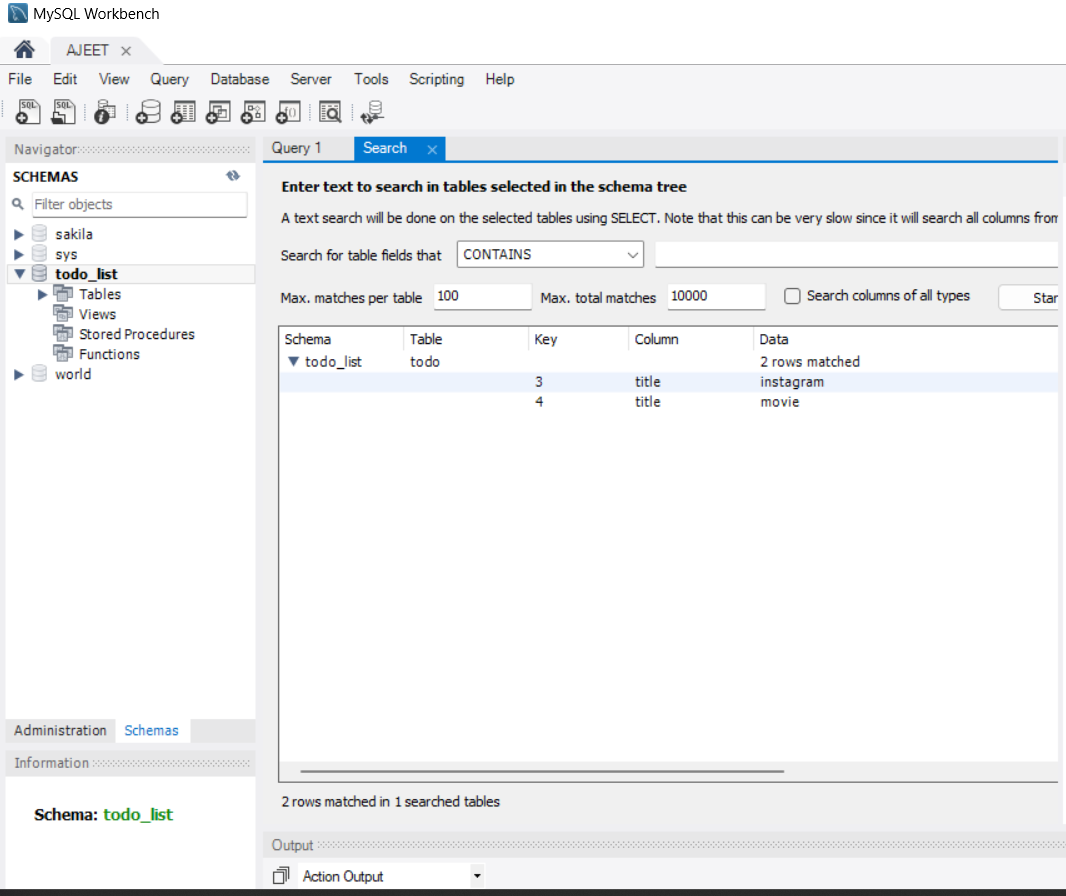 MySQL Workbench
AJEET
File Edit View Query Database Server Tools Scripting Help
SQL SQL
Navigator
SCHEMAS
Filter objects
sakila
sys
todo_list
Tables
Views
Stored Procedures
Functions
world
Administration Schemas
Information
Schema: todo_list
Query 1 Search
Enter text to search in tables selected in the schema tree
A text search will be done on the selected tables using SELECT. Note that this can be very slow since it will search all columns from
Search for table fields that CONTAINS
Max. matches per table 100 Max. total matches 10000 Search columns of all types Star
Schema Table Key Column Data
todo_list todo 2 rows matched
3 title instagram
4 title movie
2 rows matched in 1 searched tables
Output
Action Output